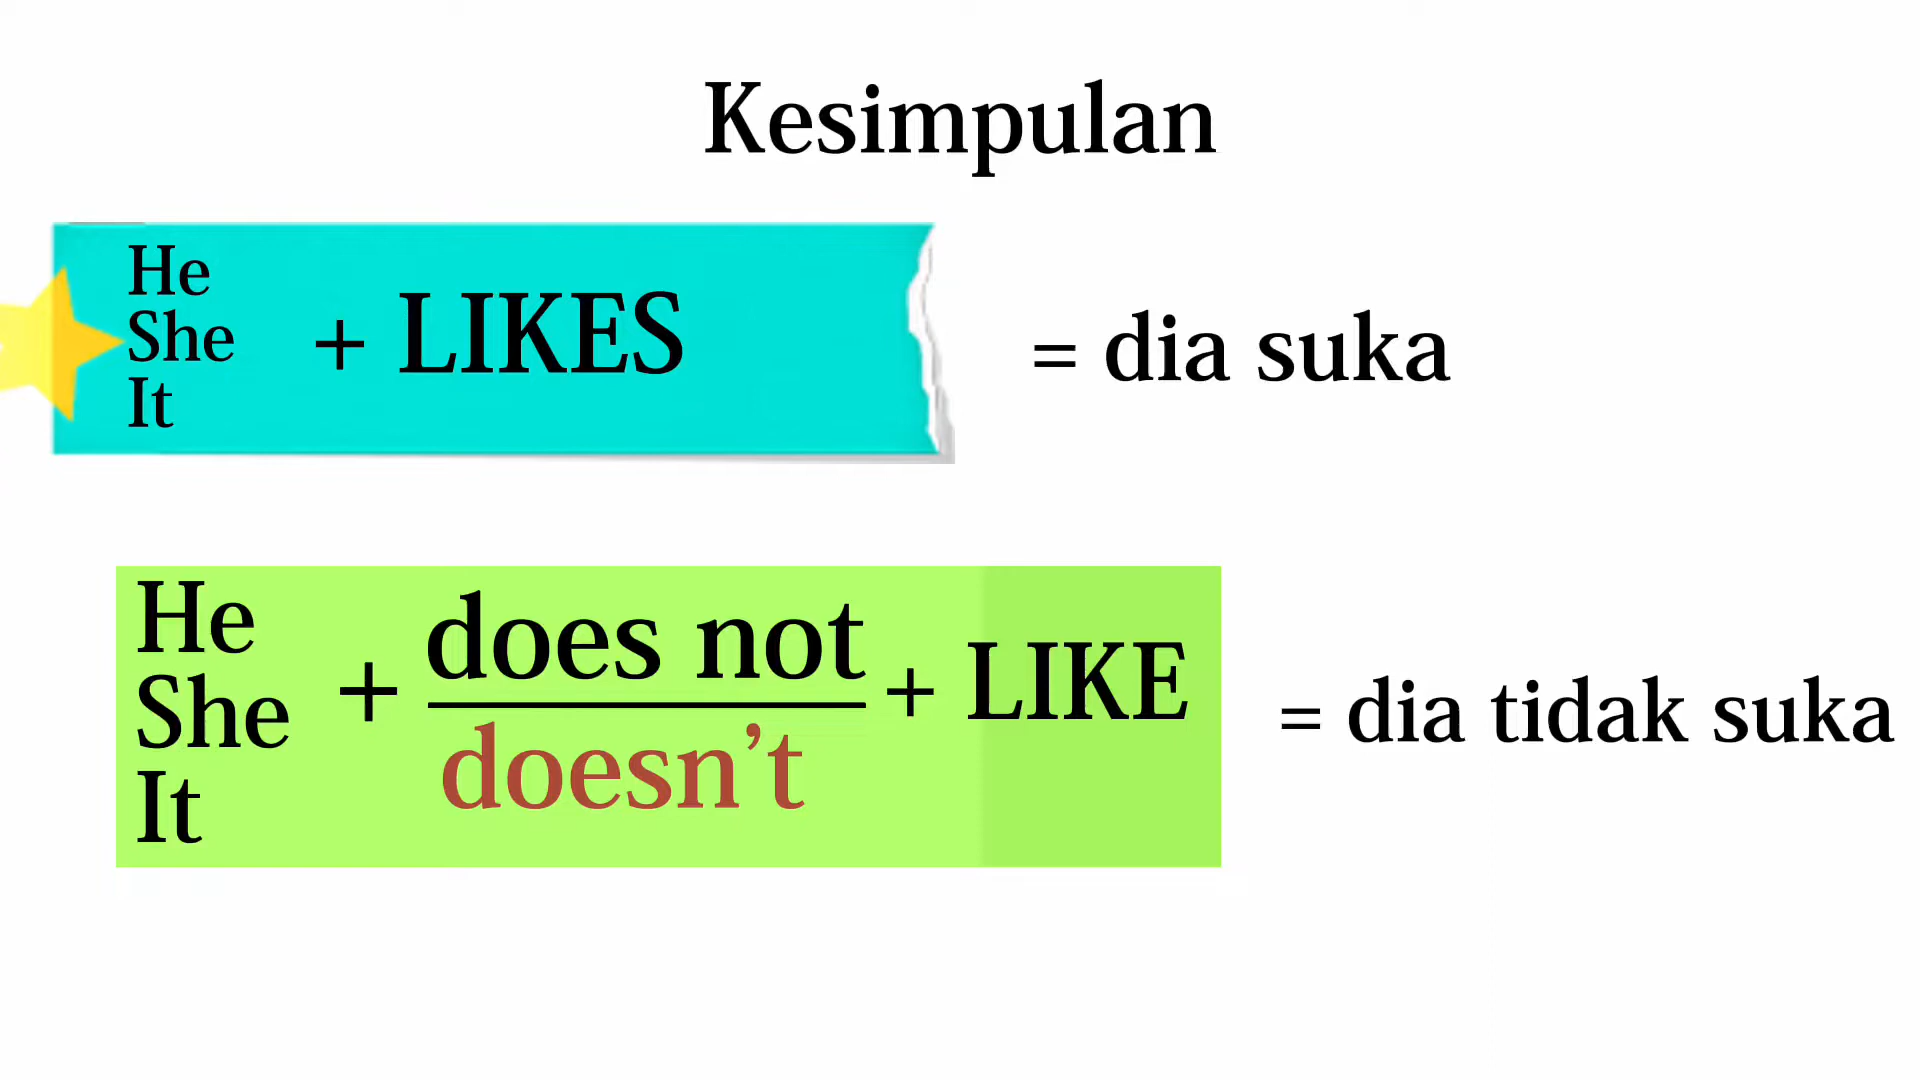 Kesimpulan
He
She
It
+ LIKES
= dia suka
He
She
It
+
does not
doesn't
+ LIKE
= dia tidak suka